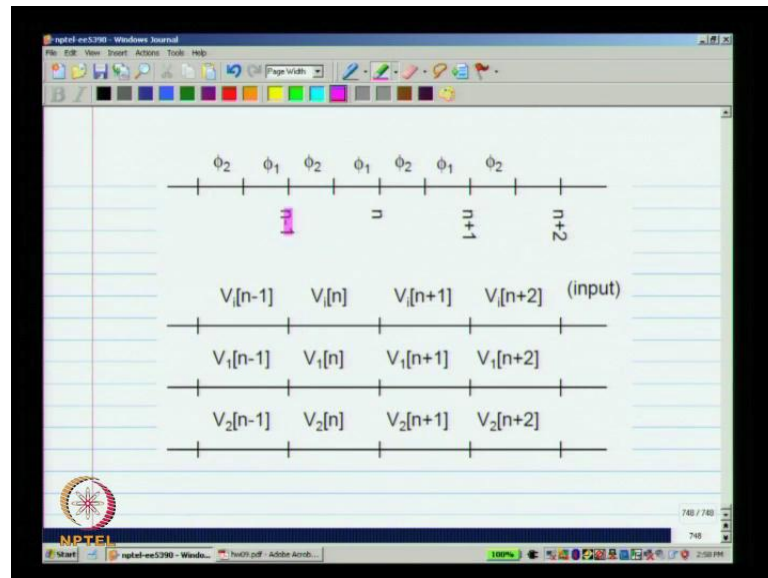 nptel-ee5390 - Windows Journal
File Edit View Insert Actions Tools Help
Page Width
B I
ϕ2 ϕ1 ϕ2 ϕ1 ϕ2 ϕ1 ϕ2
n-1 n n+1 n+2
Vi[n-1] Vi[n] Vi[n+1] Vi[n+2] (input)
V1[n-1] V1[n] V1[n+1] V1[n+2]
V2[n-1] V2[n] V2[n+1] V2[n+2]
NPTEL
748 / 748
748
Start nptel-ee5390 - Windo... hw09.pdf - Adobe Acrob... 100% 2:58 PM